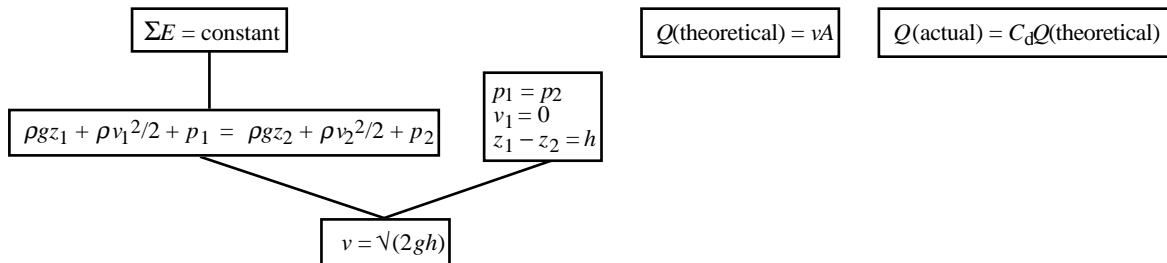 ΣE = constant
Q(theoretical) = vA
Q(actual) = C_dQ(theoretical)
p₁ = p₂
v₁ = 0
z₁ − z₂ = h
ρgz₁ + ρv₁²/2 + p₁ = ρgz₂ + ρv₂²/2 + p₂
v = √(2gh)